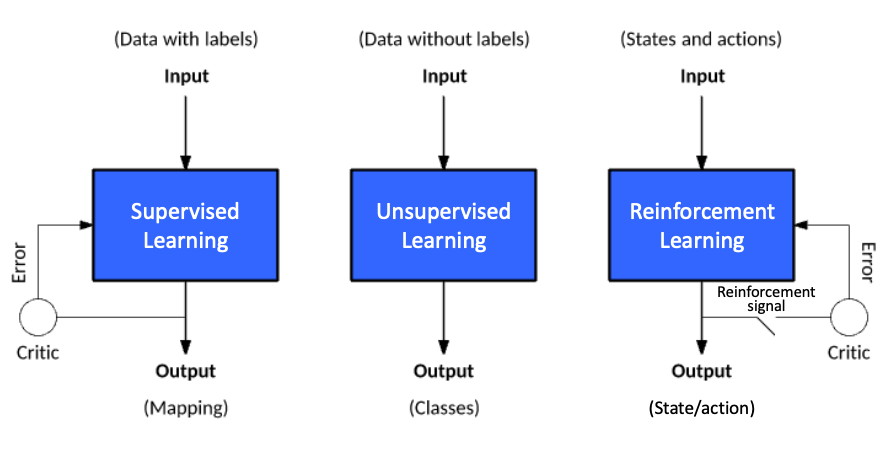 (Data with labels)
Input
Supervised
Learning
Error
Critic
Output
(Mapping)
(Data without labels)
Input
Unsupervised
Learning
Output
(Classes)
(States and actions)
Input
Reinforcement
Learning
Reinforcement
signal
Error
Critic
Output
(State/action)